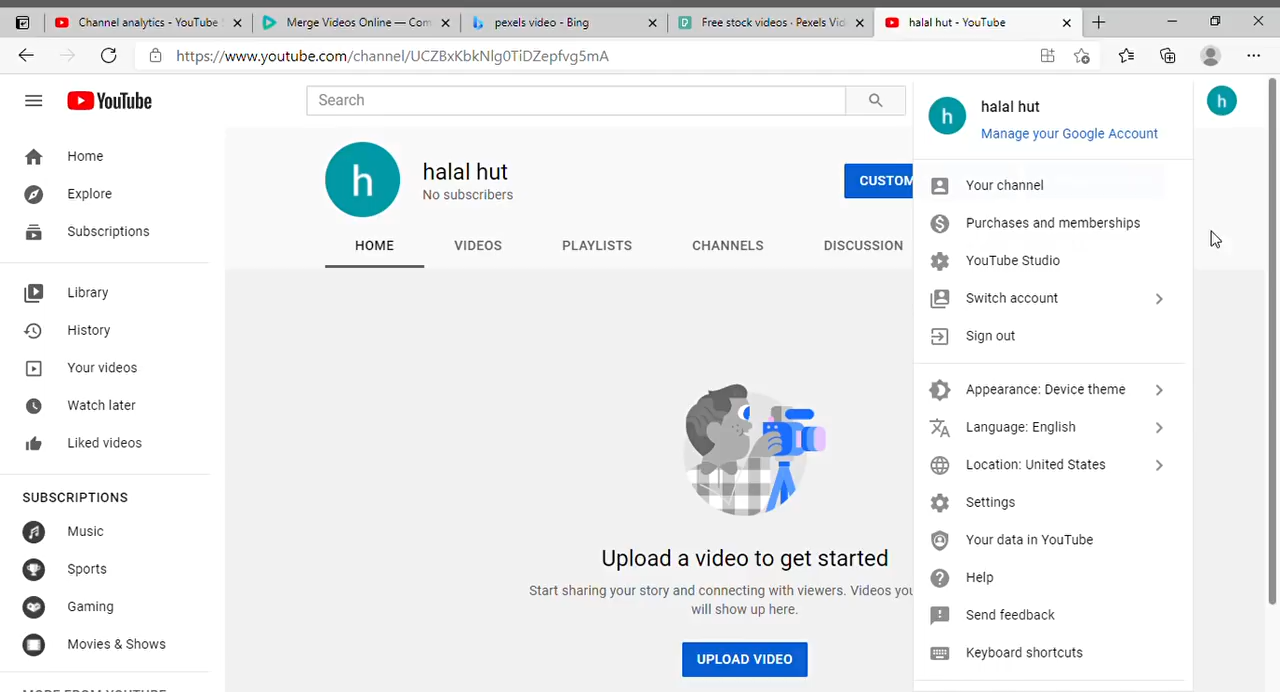 Channel analytics - YouTube
Merge Videos Online — Com
pexels video - Bing
Free stock videos · Pexels Vid
halal hut - YouTube
https://www.youtube.com/channel/UCZBxKbkNlg0TiDZepfvg5mA
YouTube
Search
h
halal hut
Manage your Google Account
h
Home
Explore
Subscriptions
Library
History
Your videos
Watch later
Liked videos
SUBSCRIPTIONS
Music
Sports
Gaming
Movies & Shows
h
halal hut
No subscribers
CUSTOM
HOME
VIDEOS
PLAYLISTS
CHANNELS
DISCUSSION
Upload a video to get started
Start sharing your story and connecting with viewers. Videos you
will show up here.
UPLOAD VIDEO
Your channel
Purchases and memberships
YouTube Studio
Switch account
Sign out
Appearance: Device theme
Language: English
Location: United States
Settings
Your data in YouTube
Help
Send feedback
Keyboard shortcuts
MORE FROM YOUTUBE